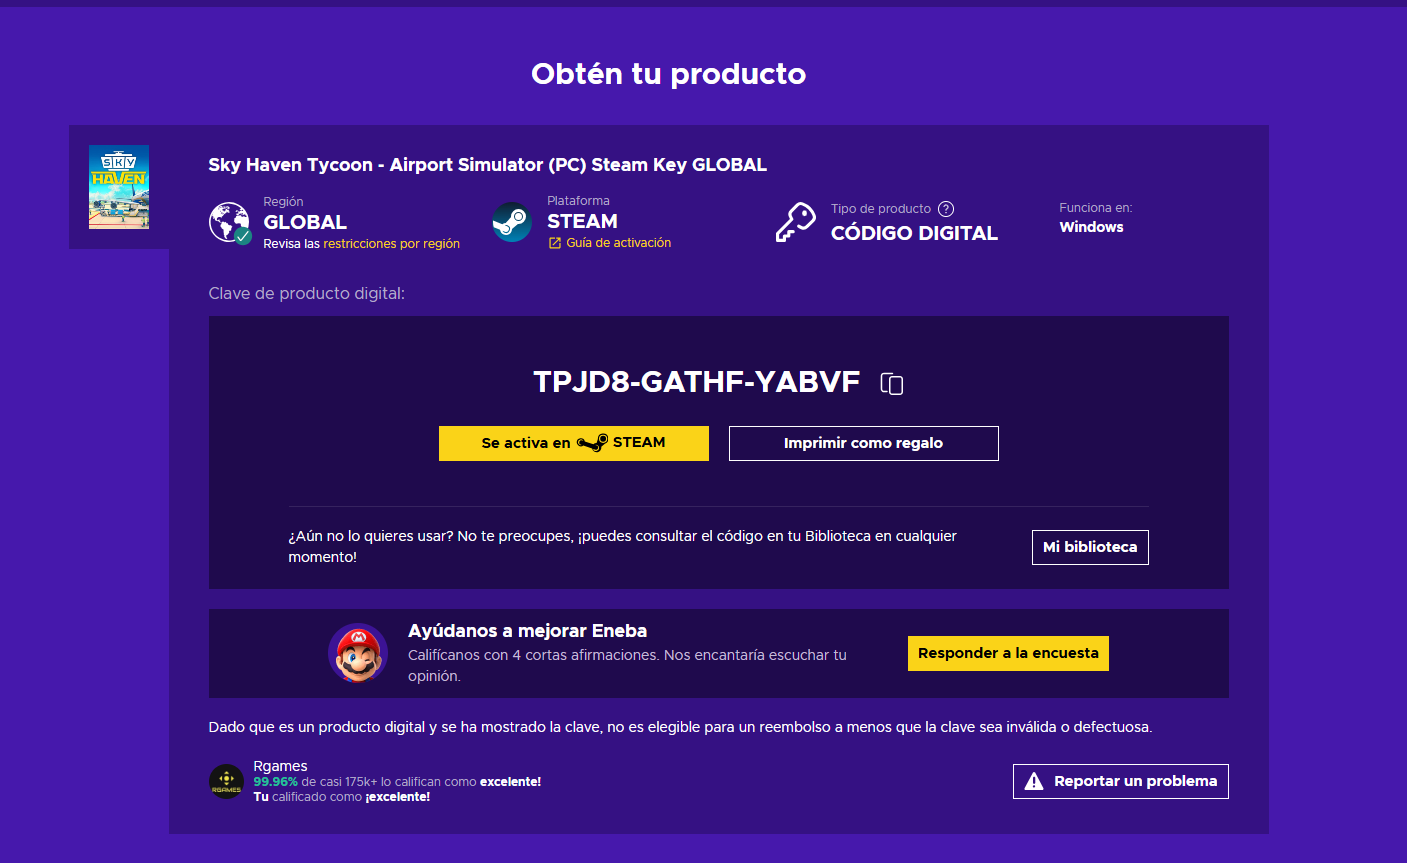 Obtén tu producto
SKY
HAVEN
Sky Haven Tycoon - Airport Simulator (PC) Steam Key GLOBAL
Región
GLOBAL
Revisa las restricciones por región
Plataforma
STEAM
Guía de activación
Tipo de producto ?
CÓDIGO DIGITAL
Funciona en:
Windows
Clave de producto digital:
TPJD8-GATHF-YABVF
Se activa en STEAM
Imprimir como regalo
¿Aún no lo quieres usar? No te preocupes, ¡puedes consultar el código en tu Biblioteca en cualquier
momento!
Mi biblioteca
Ayúdanos a mejorar Eneba
Califícanos con 4 cortas afirmaciones. Nos encantaría escuchar tu
opinión.
Responder a la encuesta
Dado que es un producto digital y se ha mostrado la clave, no es elegible para un reembolso a menos que la clave sea inválida o defectuosa.
RGAMES
Rgames
99.96% de casi 175k+ lo califican como excelente!
Tu calificado como ¡excelente!
Reportar un problema